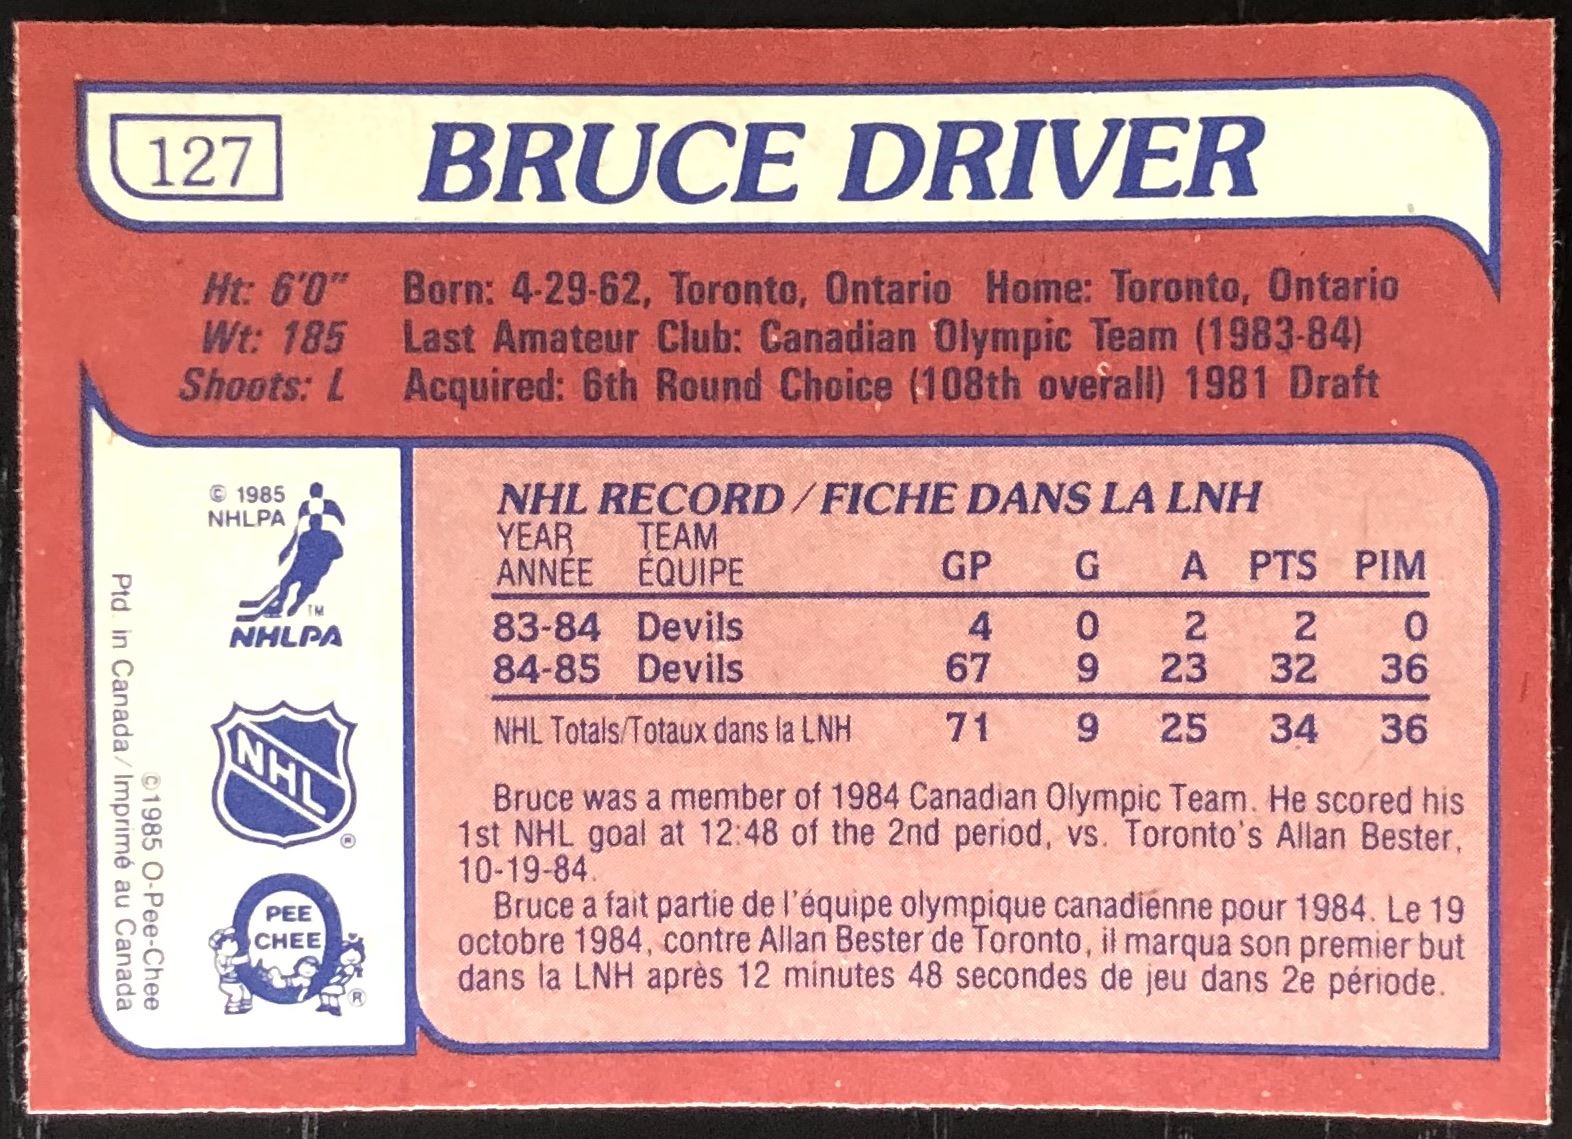 127 BRUCE DRIVER
Ht: 6'0" Born: 4-29-62, Toronto, Ontario Home: Toronto, Ontario
Wt: 185 Last Amateur Club: Canadian Olympic Team (1983-84)
Shoots: L Acquired: 6th Round Choice (108th overall) 1981 Draft
© 1985
NHLPA
TM
NHLPA
NHL
®
PEE
CHEE
®
©1985 O-Pee-Chee
Ptd. in Canada / Imprimé au Canada
NHL RECORD / FICHE DANS LA LNH
YEAR TEAM
ANNÉE ÉQUIPE GP G A PTS PIM
83-84 Devils 4 0 2 2 0
84-85 Devils 67 9 23 32 36
NHL Totals/Totaux dans la LNH 71 9 25 34 36
Bruce was a member of 1984 Canadian Olympic Team. He scored his
1st NHL goal at 12:48 of the 2nd period, vs. Toronto's Allan Bester,
10-19-84.
Bruce a fait partie de l'équipe olympique canadienne pour 1984. Le 19
octobre 1984, contre Allan Bester de Toronto, il marqua son premier but
dans la LNH après 12 minutes 48 secondes de jeu dans 2e période.